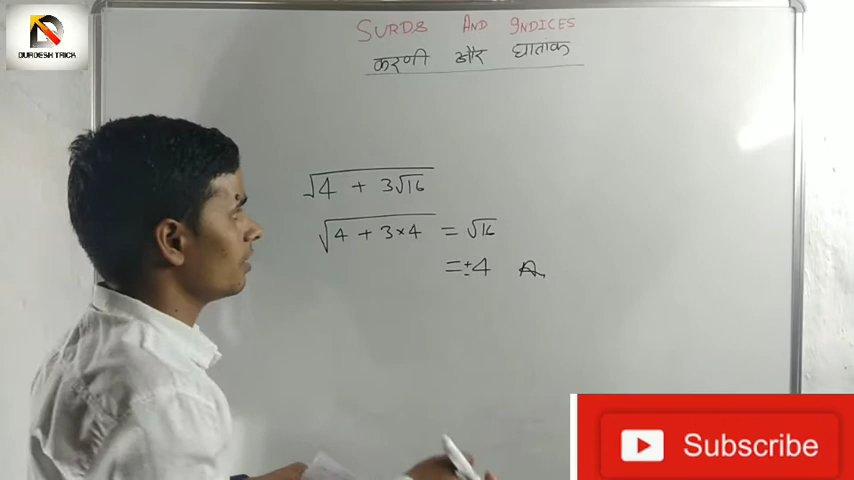 DURGESH TRICK
SURDS AND INDICES
करणी और घाताक
√4 + 3√16
√4 + 3×4 = √16
= ±4 A
Subscribe